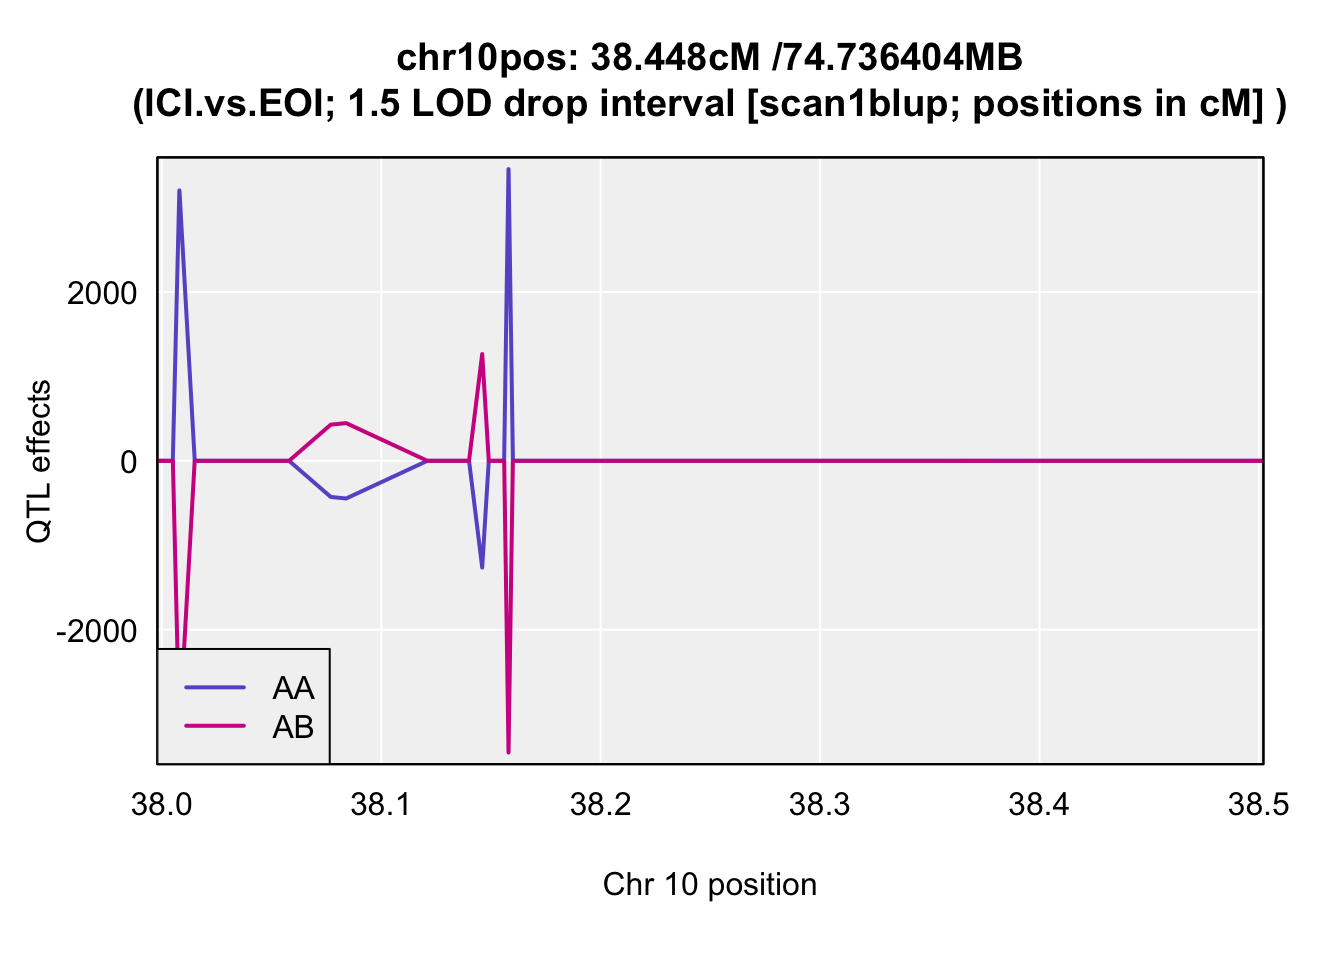 chr10pos: 38.448cM /74.736404MB
(ICI.vs.EOI; 1.5 LOD drop interval [scan1blup; positions in cM] )
QTL effects
2000
0
-2000
AA
AB
38.0 38.1 38.2 38.3 38.4 38.5
Chr 10 position